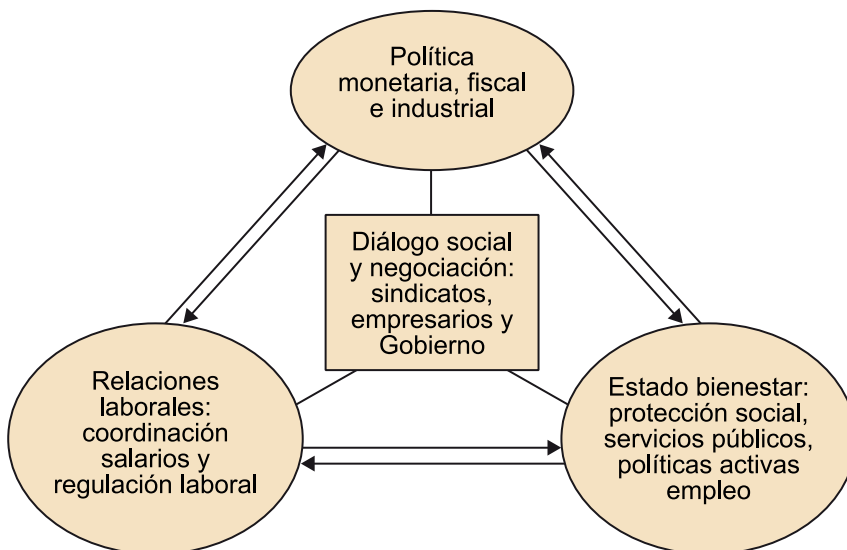 Política
monetaria, fiscal
e industrial
Diálogo social
y negociación:
sindicatos,
empresarios y
Gobierno
Relaciones
laborales:
coordinación
salarios y
regulación laboral
Estado bienestar:
protección social,
servicios públicos,
políticas activas
empleo